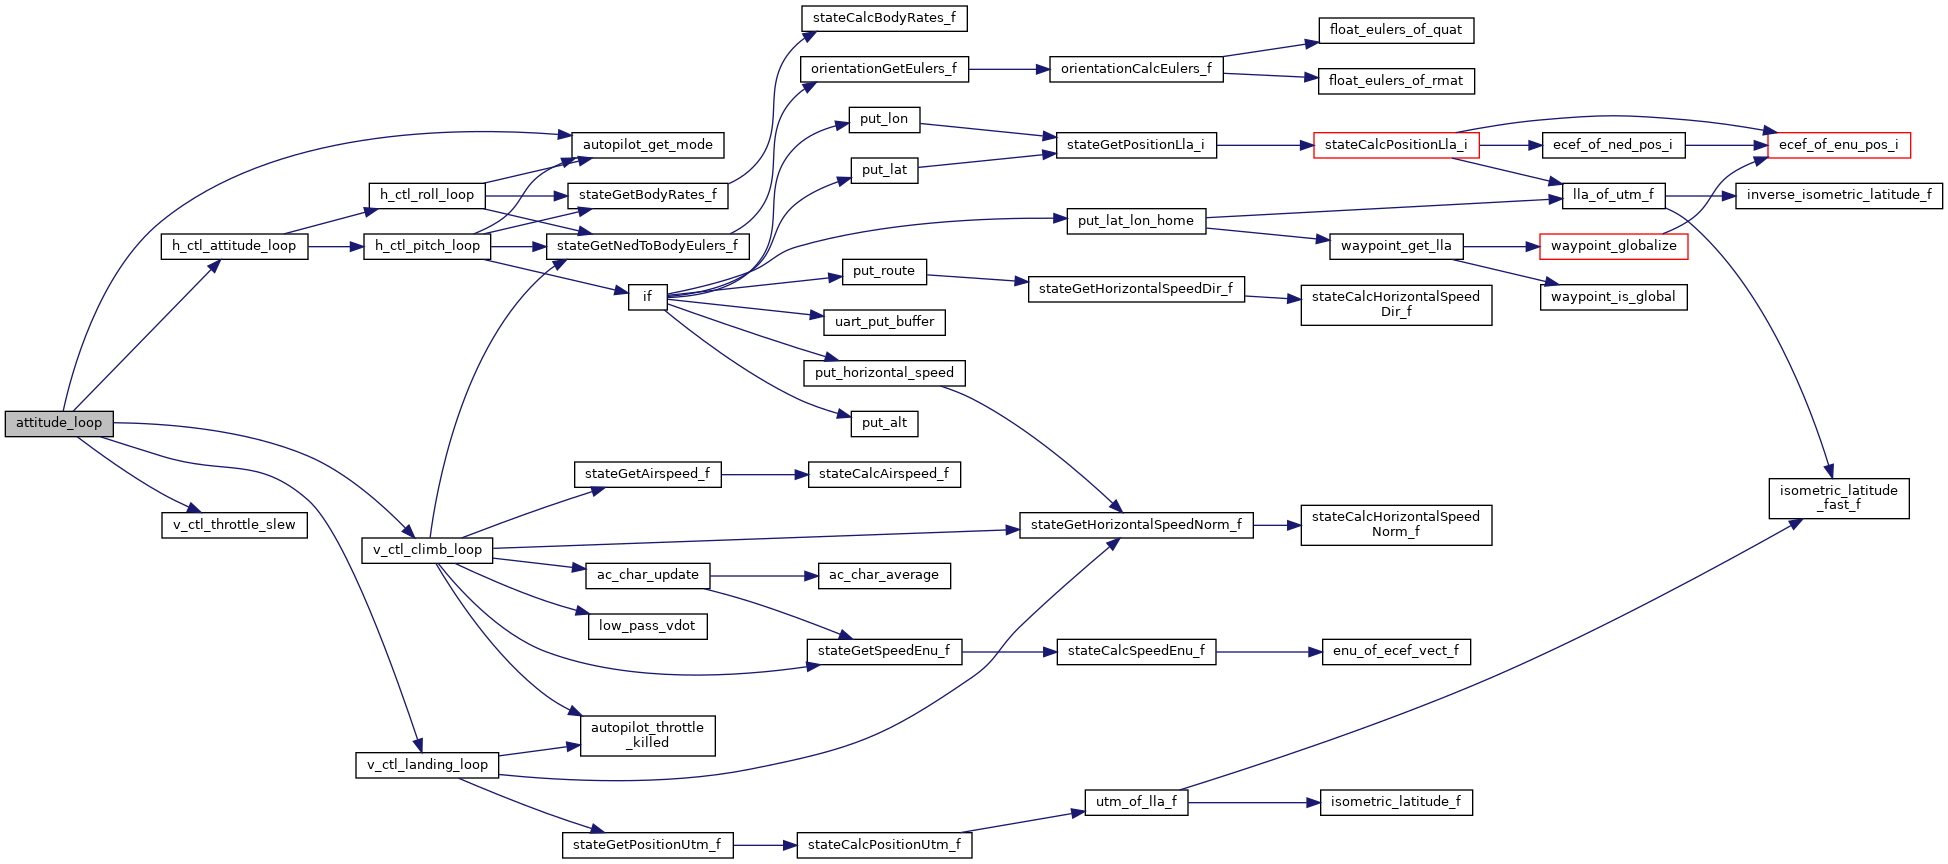 stateCalcBodyRates_f
float_eulers_of_quat
orientationGetEulers_f
orientationCalcEulers_f
float_eulers_of_rmat
put_lon
autopilot_get_mode
stateGetPositionLla_i
stateCalcPositionLla_i
ecef_of_ned_pos_i
ecef_of_enu_pos_i
put_lat
h_ctl_roll_loop
stateGetBodyRates_f
lla_of_utm_f
inverse_isometric_latitude_f
put_lat_lon_home
h_ctl_attitude_loop
h_ctl_pitch_loop
stateGetNedToBodyEulers_f
waypoint_get_lla
waypoint_globalize
put_route
stateGetHorizontalSpeedDir_f
if
stateCalcHorizontalSpeed
Dir_f
waypoint_is_global
uart_put_buffer
put_horizontal_speed
attitude_loop
put_alt
stateGetAirspeed_f
stateCalcAirspeed_f
isometric_latitude
_fast_f
v_ctl_throttle_slew
stateGetHorizontalSpeedNorm_f
stateCalcHorizontalSpeed
Norm_f
v_ctl_climb_loop
ac_char_update
ac_char_average
low_pass_vdot
stateGetSpeedEnu_f
stateCalcSpeedEnu_f
enu_of_ecef_vect_f
autopilot_throttle
_killed
v_ctl_landing_loop
utm_of_lla_f
isometric_latitude_f
stateGetPositionUtm_f
stateCalcPositionUtm_f